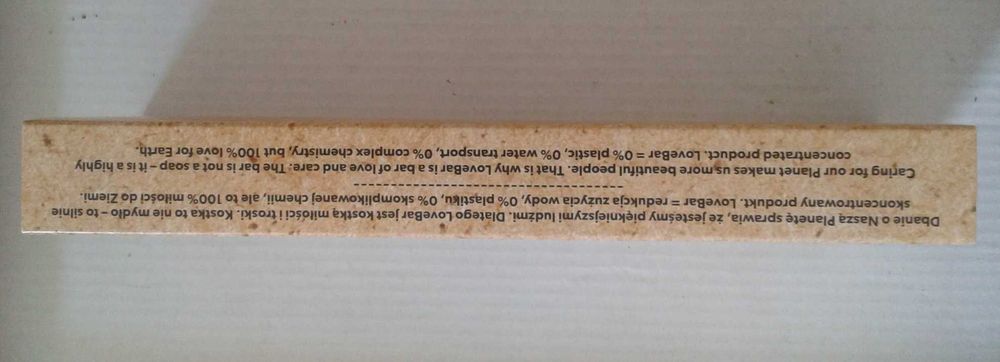 Dbanie o Naszą Planetę sprawia, że jesteśmy piękniejszymi ludźmi. Dlatego LoveBar jest kostką miłości i troski. Kostka to nie mydło – to silnie
skoncentrowany produkt. LoveBar = redukcja zużycia wody, 0% plastiku, 0% skomplikowanej chemii, ale to 100% miłości do Ziemi.
------------------------------------------
Caring for our Planet makes us more beautiful people. That is why LoveBar is a bar of love and care: The bar is not a soap – it is a highly
concentrated product. LoveBar = 0% plastic, 0% water transport, 0% complex chemistry, but 100% love for Earth.